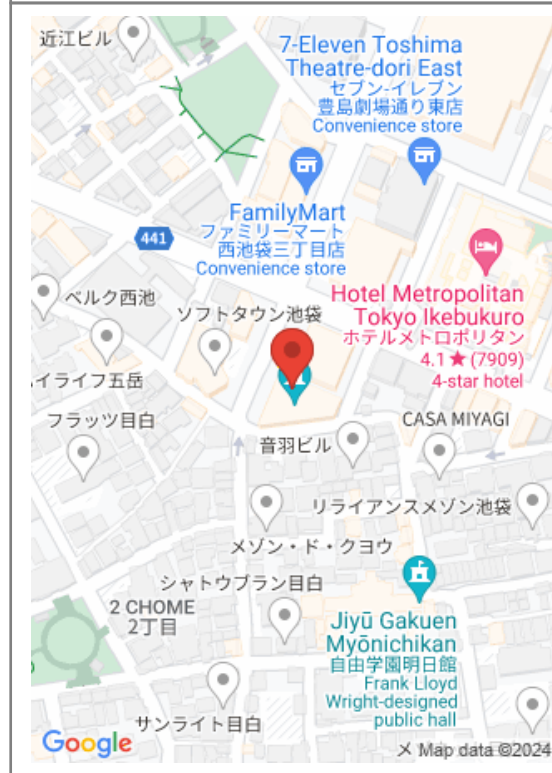 近江ビル
7-Eleven Toshima
Theatre-dori East
セブン-イレブン
豊島劇場通り東店
Convenience store
FamilyMart
ファミリーマート
西池袋三丁目店
Convenience store
441
Hotel Metropolitan
Tokyo Ikebukuro
ホテルメトロポリタン
4.1★(7909)
4-star hotel
ベルク西池
ソフトタウン池袋
イライフ五岳
フラッツ目白
CASA MIYAGI
音羽ビル
リライアンスメゾン池袋
メゾン・ド・クヨウ
シャトウブラン目白
2 CHOME
2丁目
Jiyū Gakuen
Myōnichikan
自由学園明日館
Frank Lloyd
Wright-designed
public hall
サンライト目白
Google
メ Map data ©2024